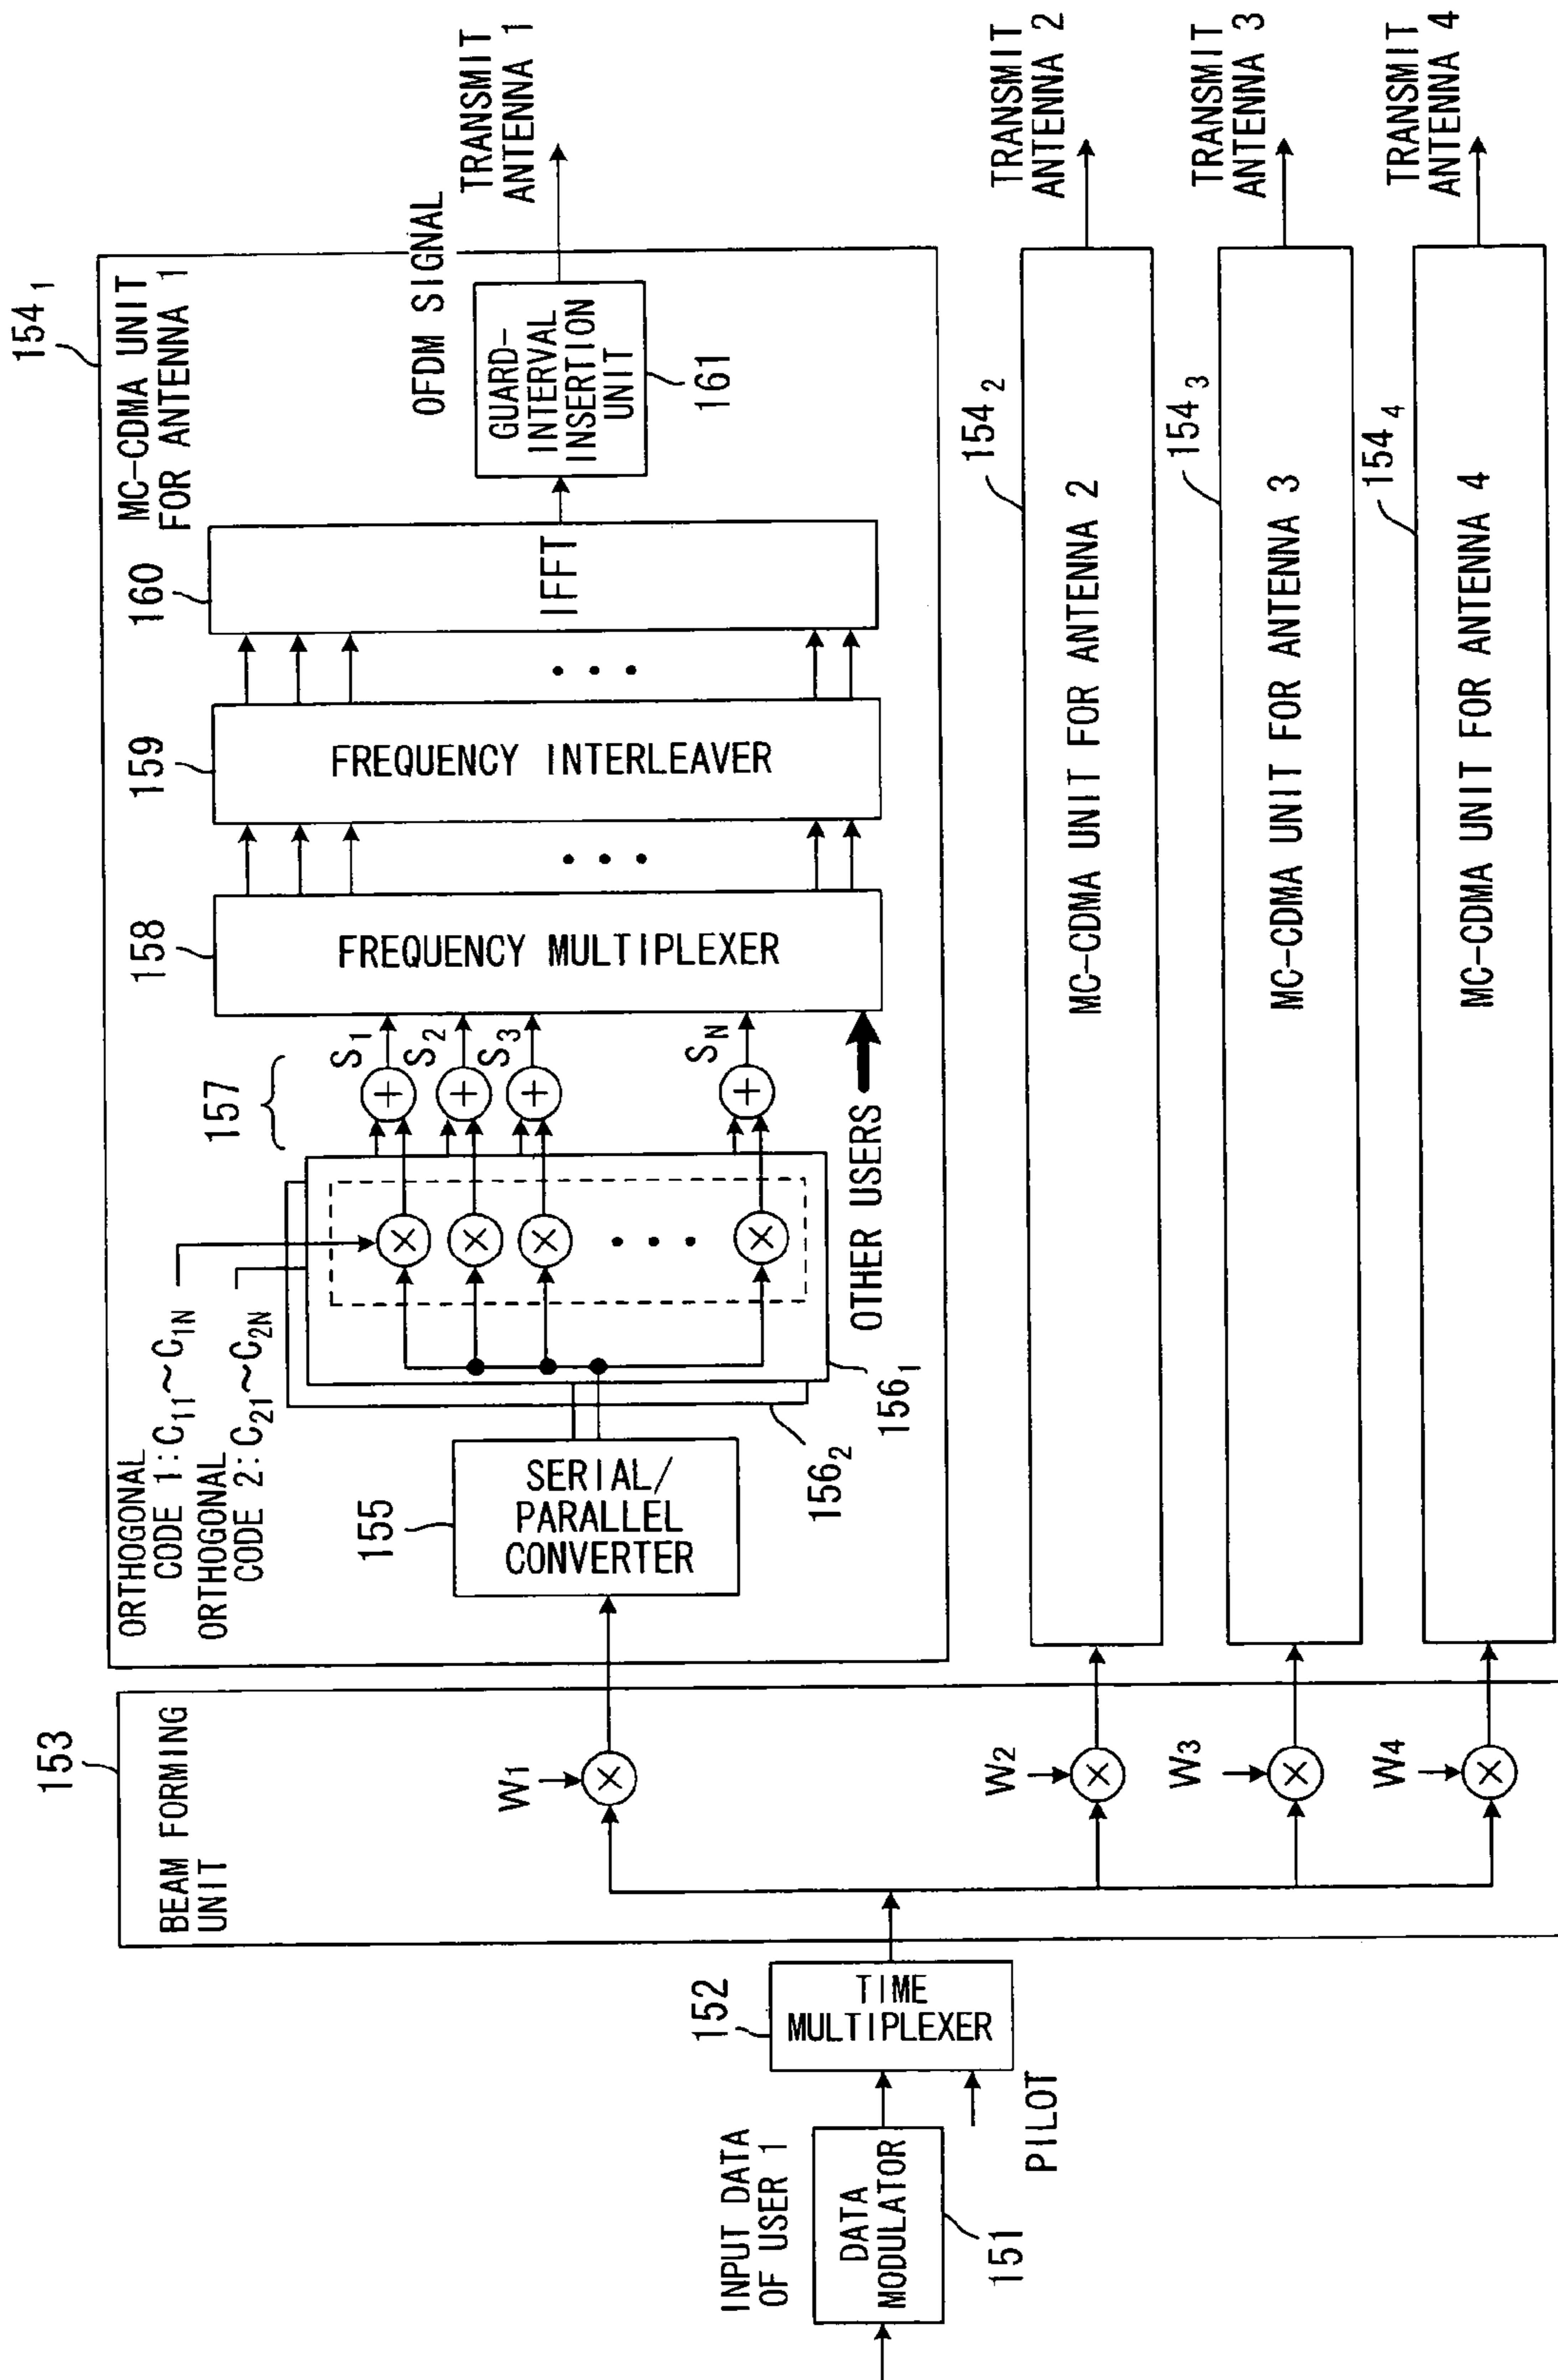 INPUT DATA
OF USER 1
DATA
MODULATOR
151
PILOT
152
TIME
MULTIPLEXER
153
BEAM FORMING
UNIT
W1
W2
W3
W4
154₁
MC-CDMA UNIT
FOR ANTENNA 1
ORTHOGONAL
CODE 1:C₁₁~C₁N
ORTHOGONAL
CODE 2:C₂₁~C₂N
155
SERIAL/
PARALLEL
CONVERTER
156₂
156₁
157
S₁
S₂
S₃
SN
OTHER USERS
158
FREQUENCY MULTIPLEXER
159
FREQUENCY INTERLEAVER
160
IFFT
OFDM SIGNAL
GUARD-
INTERVAL
INSERTION
UNIT
161
TRANSMIT
ANTENNA 1
154₂
MC-CDMA UNIT FOR ANTENNA 2
TRANSMIT
ANTENNA 2
154₃
MC-CDMA UNIT FOR ANTENNA 3
TRANSMIT
ANTENNA 3
154₄
MC-CDMA UNIT FOR ANTENNA 4
TRANSMIT
ANTENNA 4